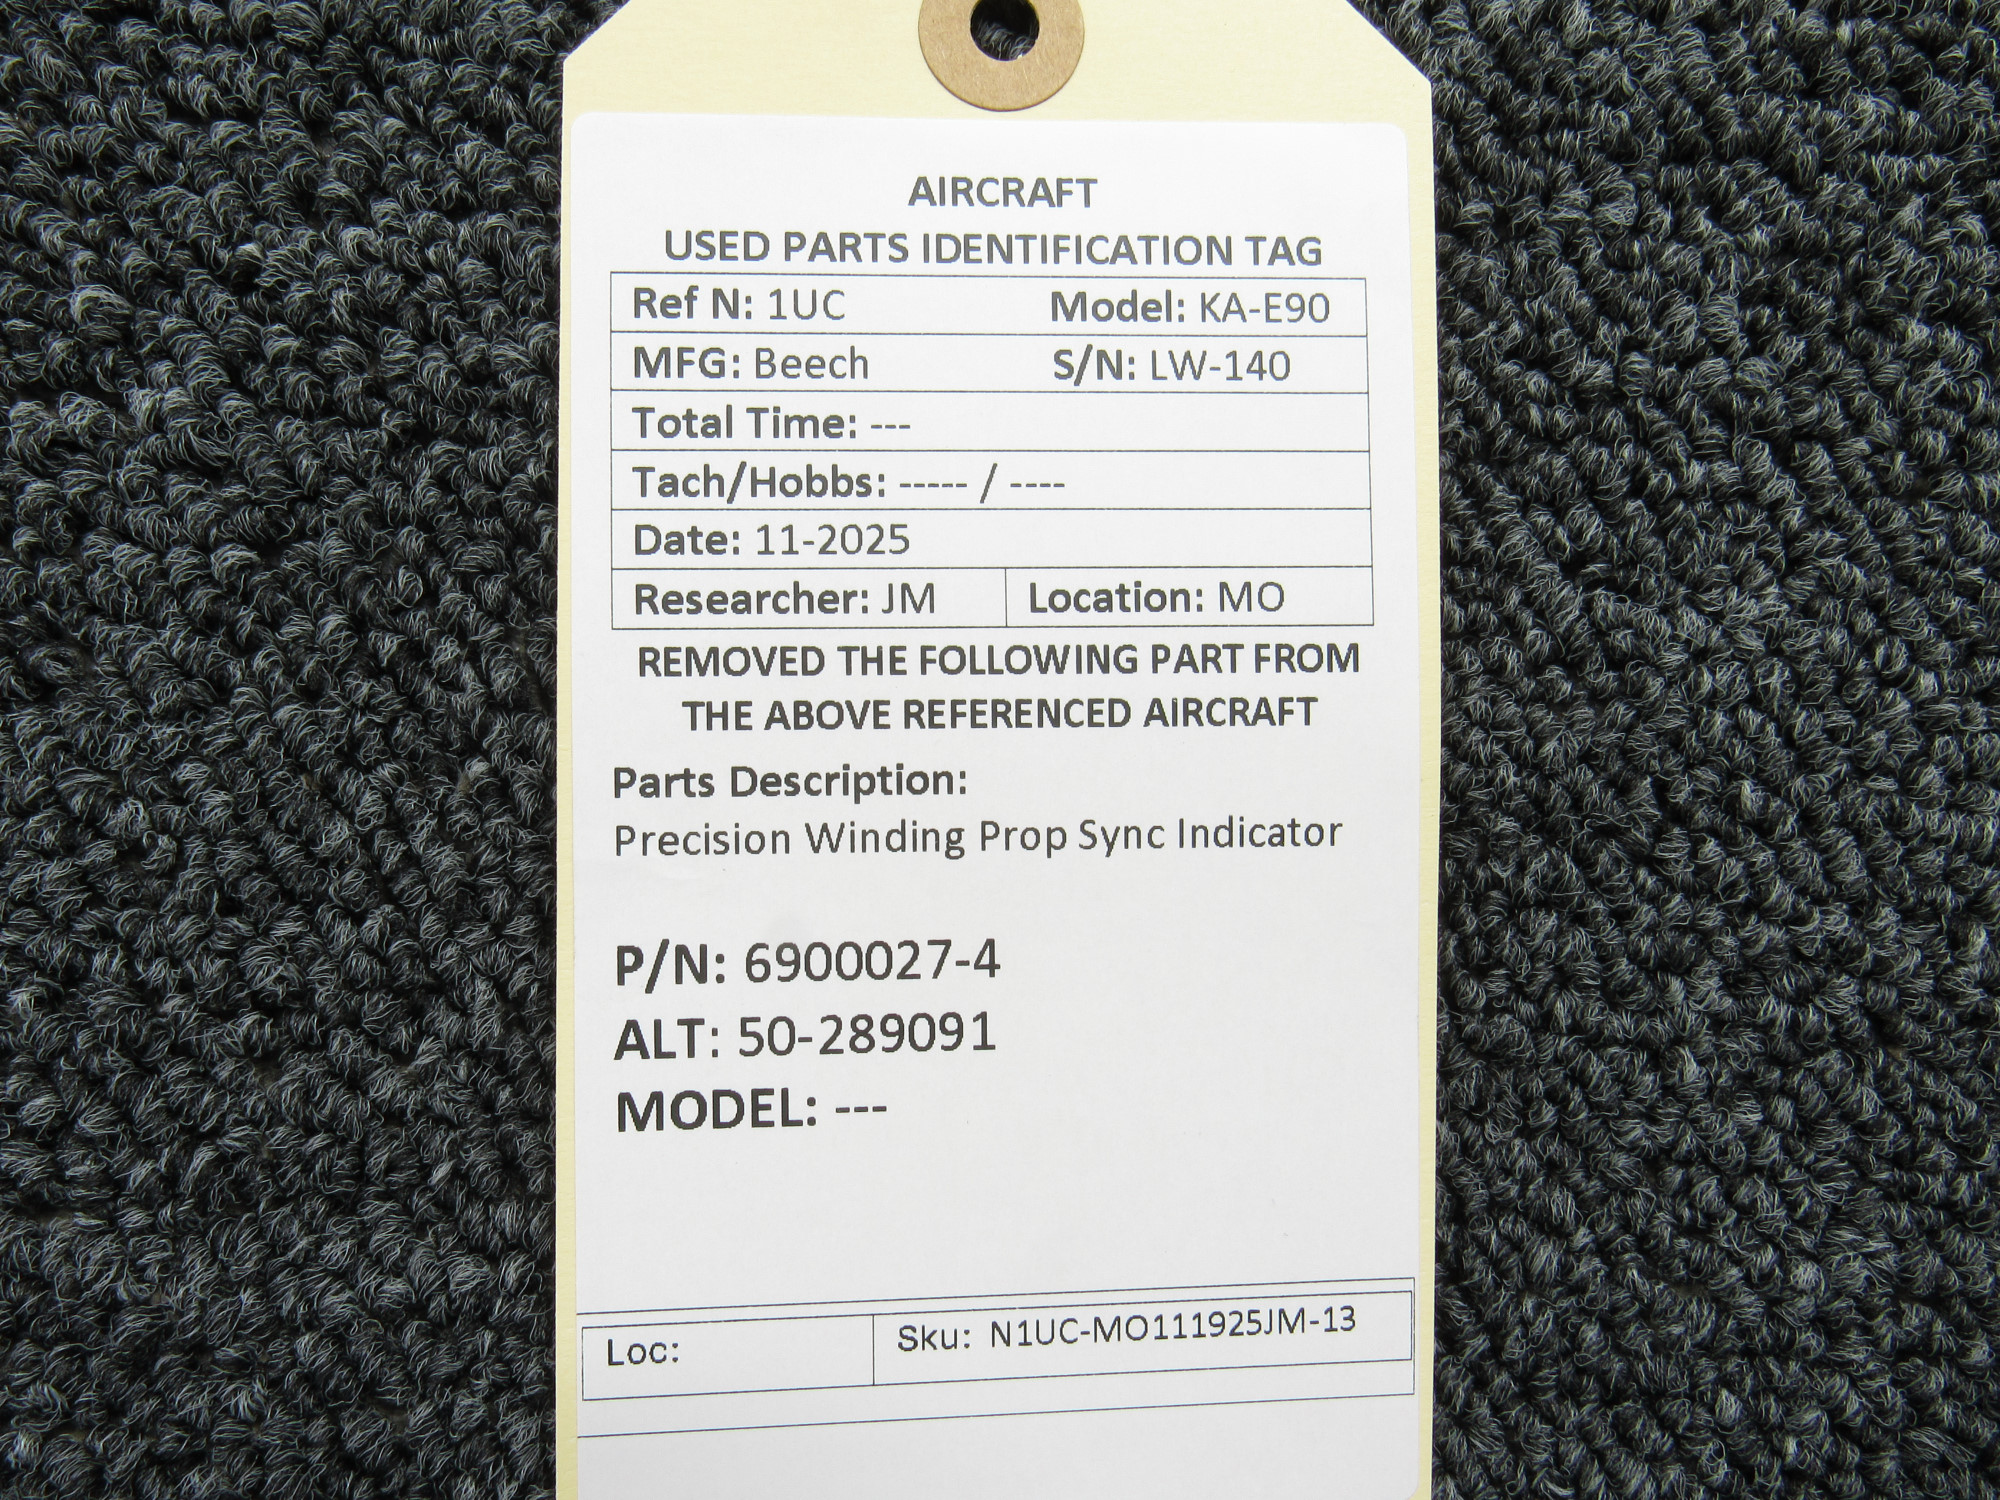 AIRCRAFT
USED PARTS IDENTIFICATION TAG
Ref N: 1UC Model: KA-E90
MFG: Beech S/N: LW-140
Total Time: ---
Tach/Hobbs: ----- / ----
Date: 11-2025
Researcher: JM Location: MO
REMOVED THE FOLLOWING PART FROM
THE ABOVE REFERENCED AIRCRAFT
Parts Description:
Precision Winding Prop Sync Indicator
P/N: 6900027-4
ALT: 50-289091
MODEL: ---
Loc: Sku: N1UC-MO111925JM-13